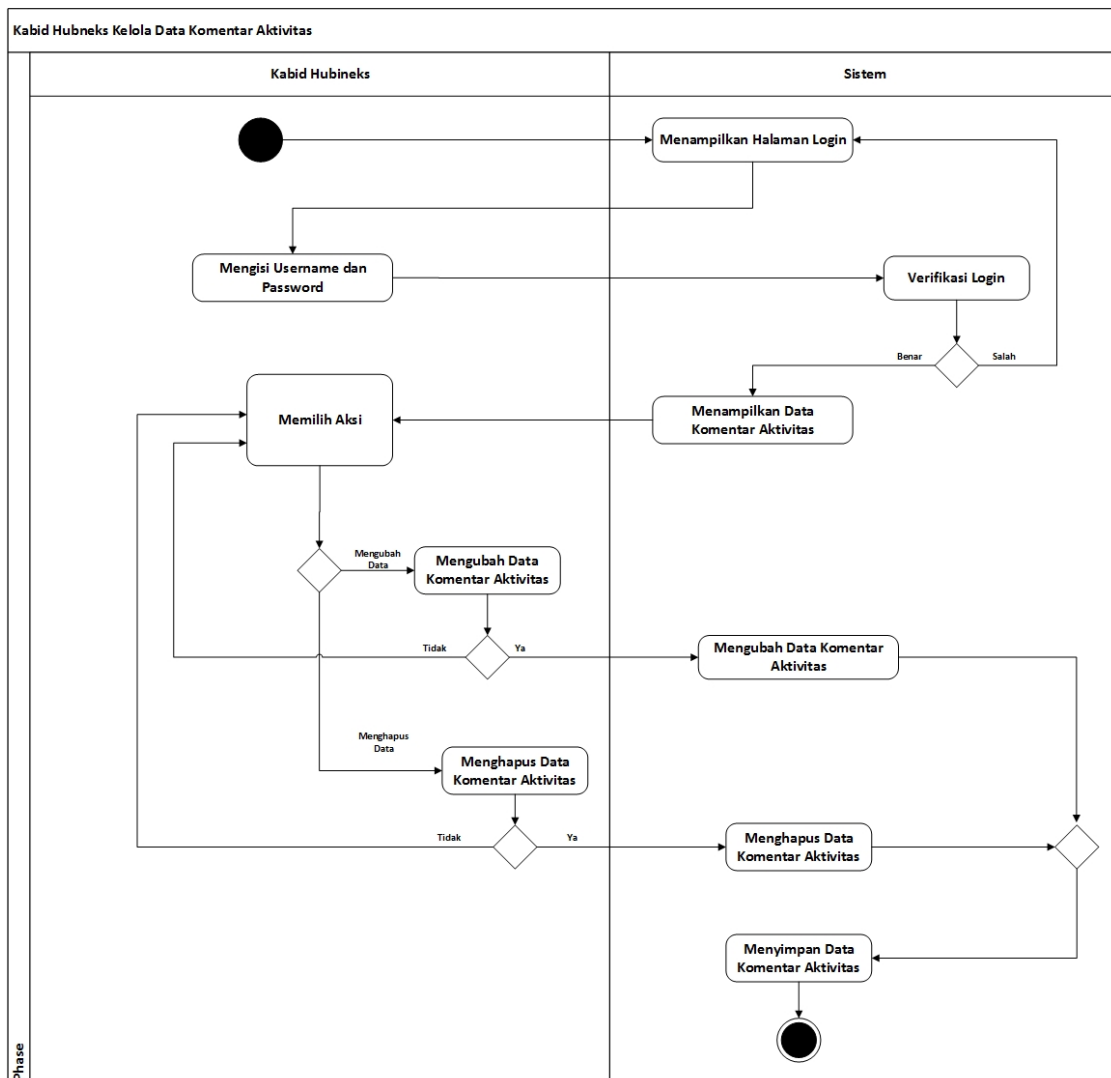 Kabid Hubneks Kelola Data Komentar Aktivitas
Kabid Hubineks
Sistem
Menampilkan Halaman Login
Mengisi Username dan
Password
Verifikasi Login
Benar
Salah
Memilih Aksi
Menampilkan Data
Komentar Aktivitas
Mengubah
Data
Mengubah Data
Komentar Aktivitas
Tidak
Ya
Mengubah Data Komentar
Aktivitas
Menghapus
Data
Menghapus Data
Komentar Aktivitas
Tidak
Ya
Menghapus Data
Komentar Aktivitas
Menyimpan Data
Komentar Aktivitas
Phase